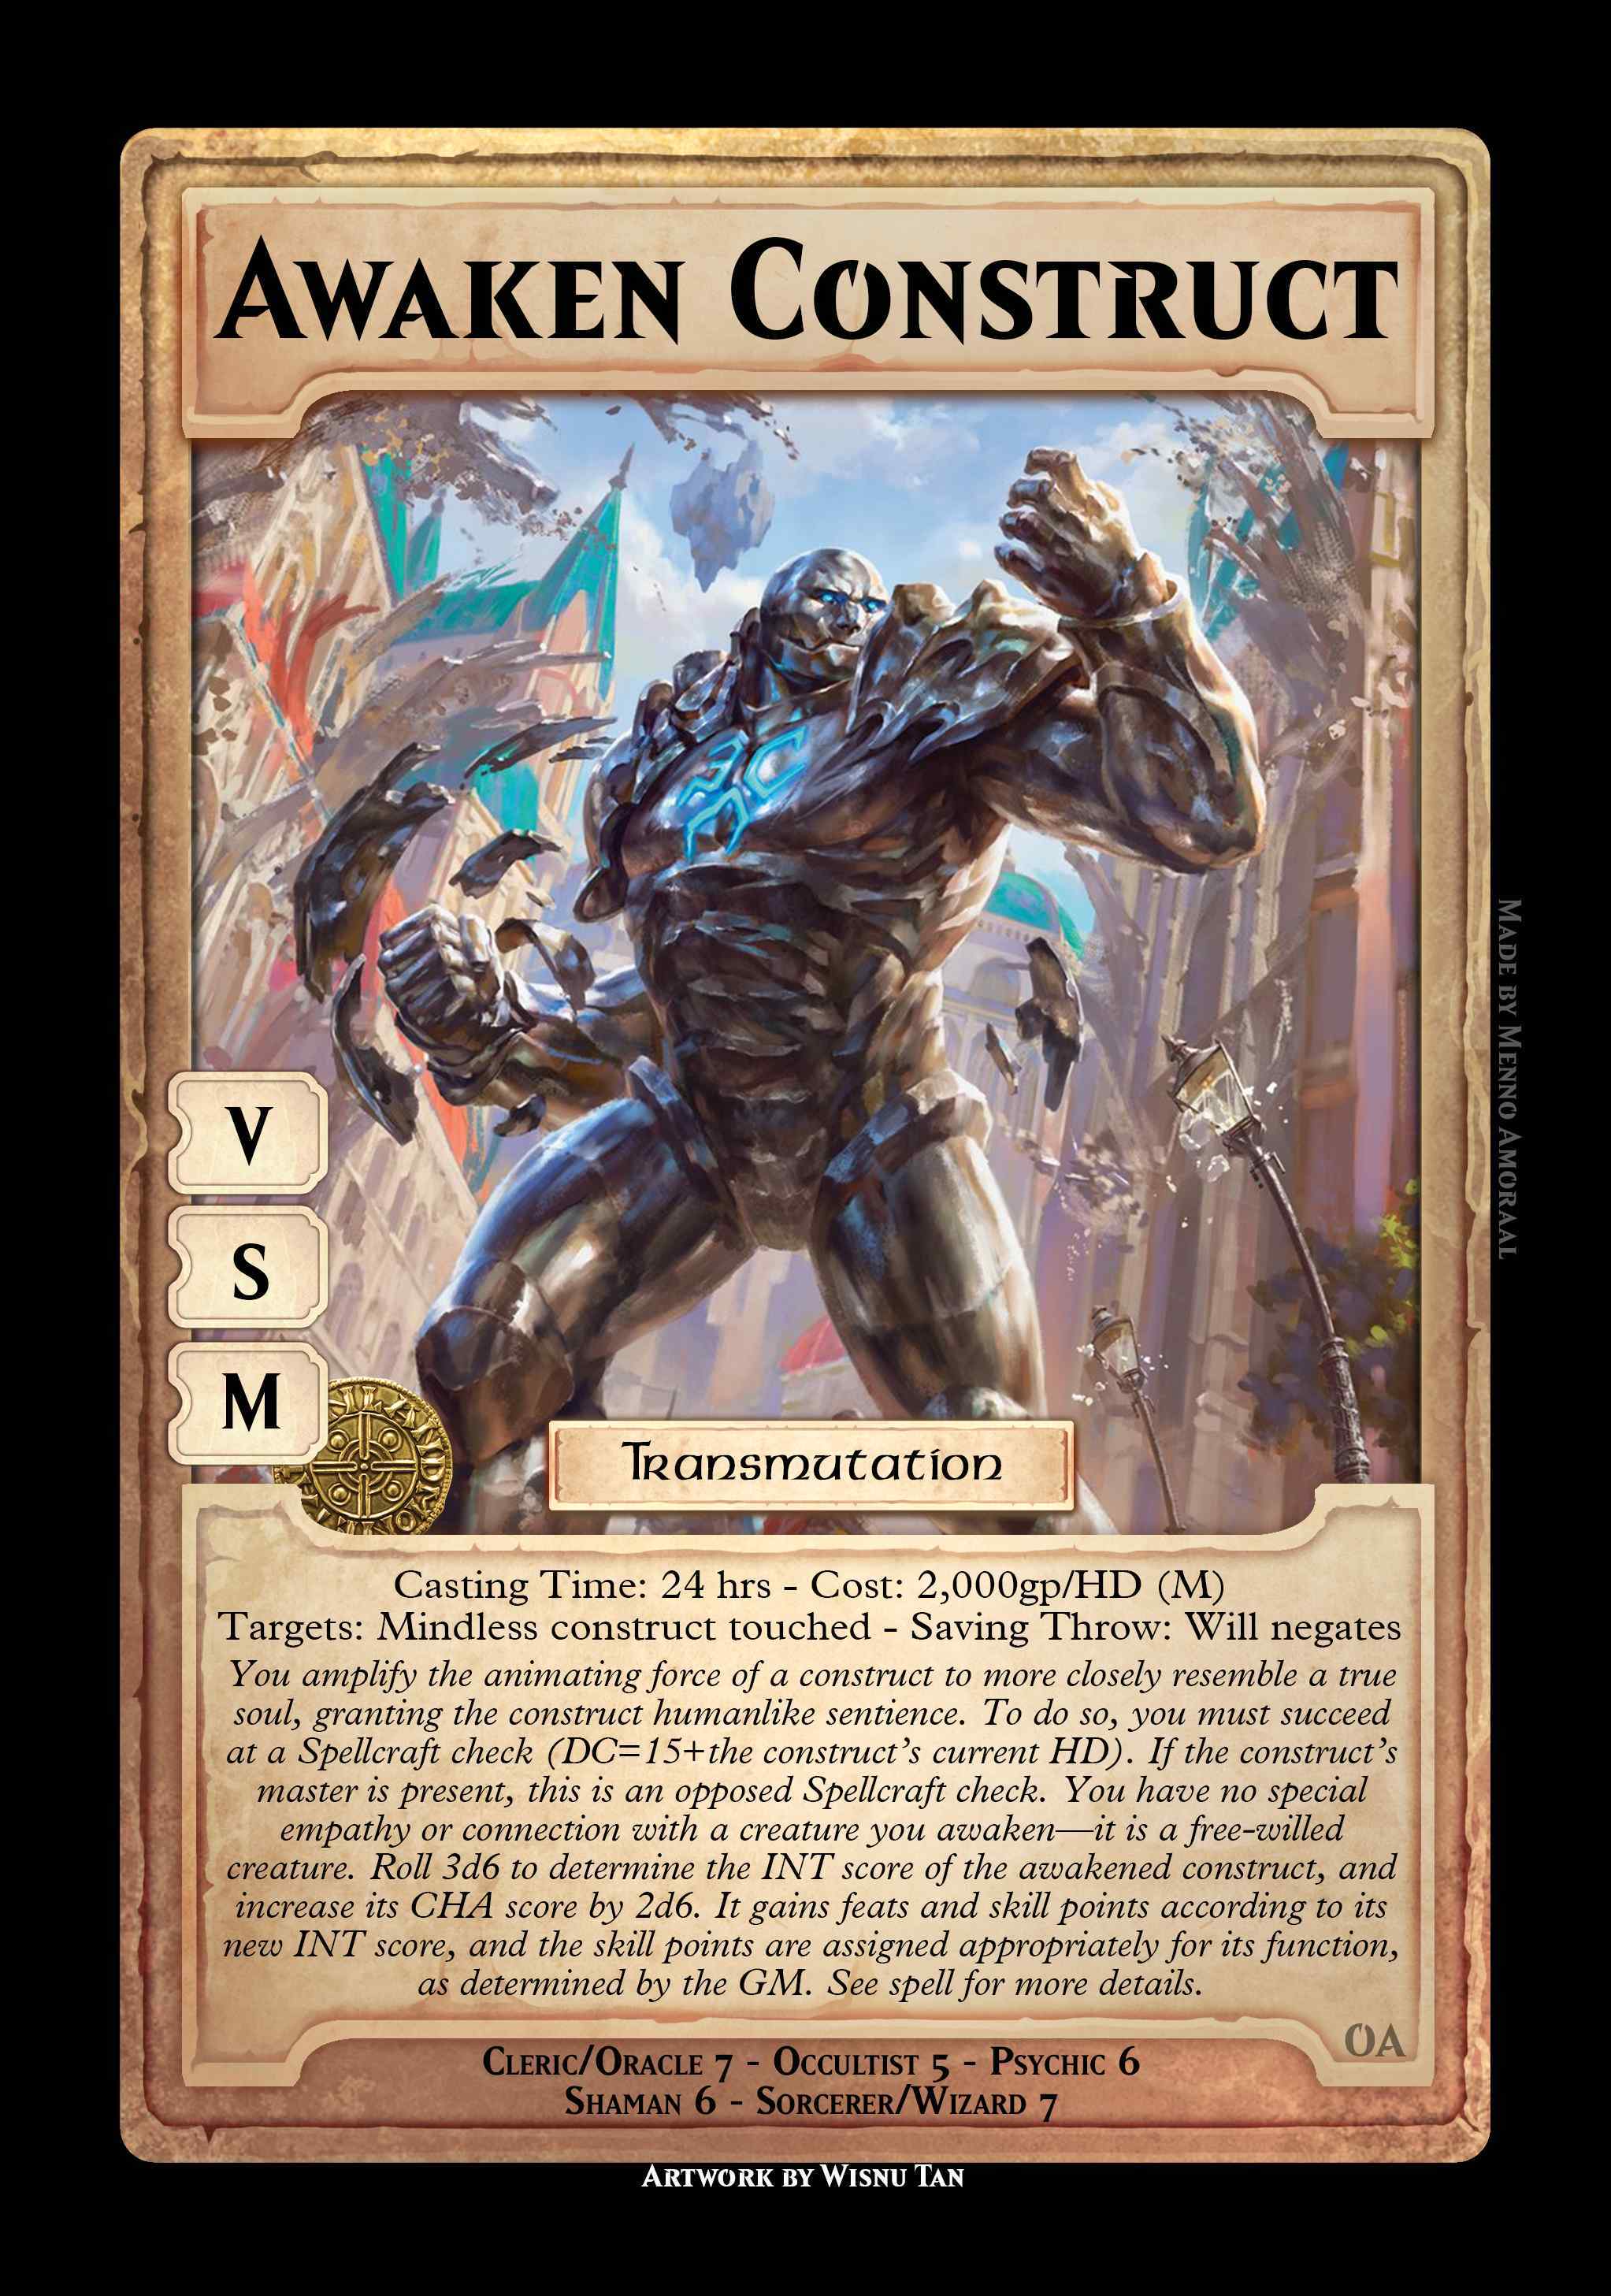 Awaken Construct
V
S
M
Transmutation
Casting Time: 24 hrs - Cost: 2,000gp/HD (M)
Targets: Mindless construct touched - Saving Throw: Will negates
You amplify the animating force of a construct to more closely resemble a true
soul, granting the construct humanlike sentience. To do so, you must succeed
at a Spellcraft check (DC=15+the construct's current HD). If the construct's
master is present, this is an opposed Spellcraft check. You have no special
empathy or connection with a creature you awaken—it is a free-willed
creature. Roll 3d6 to determine the INT score of the awakened construct, and
increase its CHA score by 2d6. It gains feats and skill points according to its
new INT score, and the skill points are assigned appropriately for its function,
as determined by the GM. See spell for more details.
OA
Cleric/Oracle 7 - Occultist 5 - Psychic 6
Shaman 6 - Sorcerer/Wizard 7
Artwork by Wisnu Tan
Made by Menno Amoraal